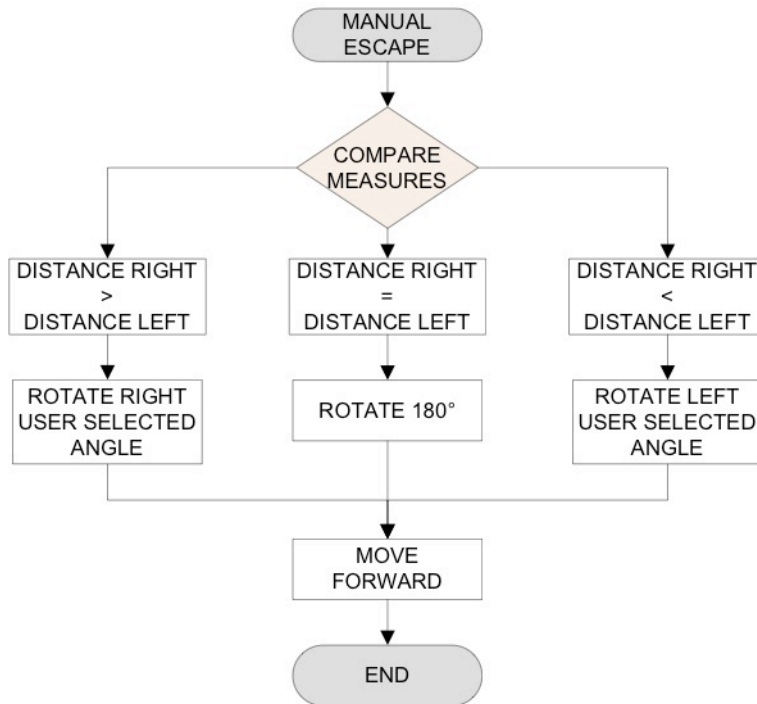 MANUAL
ESCAPE
COMPARE
MEASURES
DISTANCE RIGHT
>
DISTANCE LEFT
DISTANCE RIGHT
=
DISTANCE LEFT
DISTANCE RIGHT
<
DISTANCE LEFT
ROTATE RIGHT
USER SELECTED
ANGLE
ROTATE 180°
ROTATE LEFT
USER SELECTED
ANGLE
MOVE
FORWARD
END